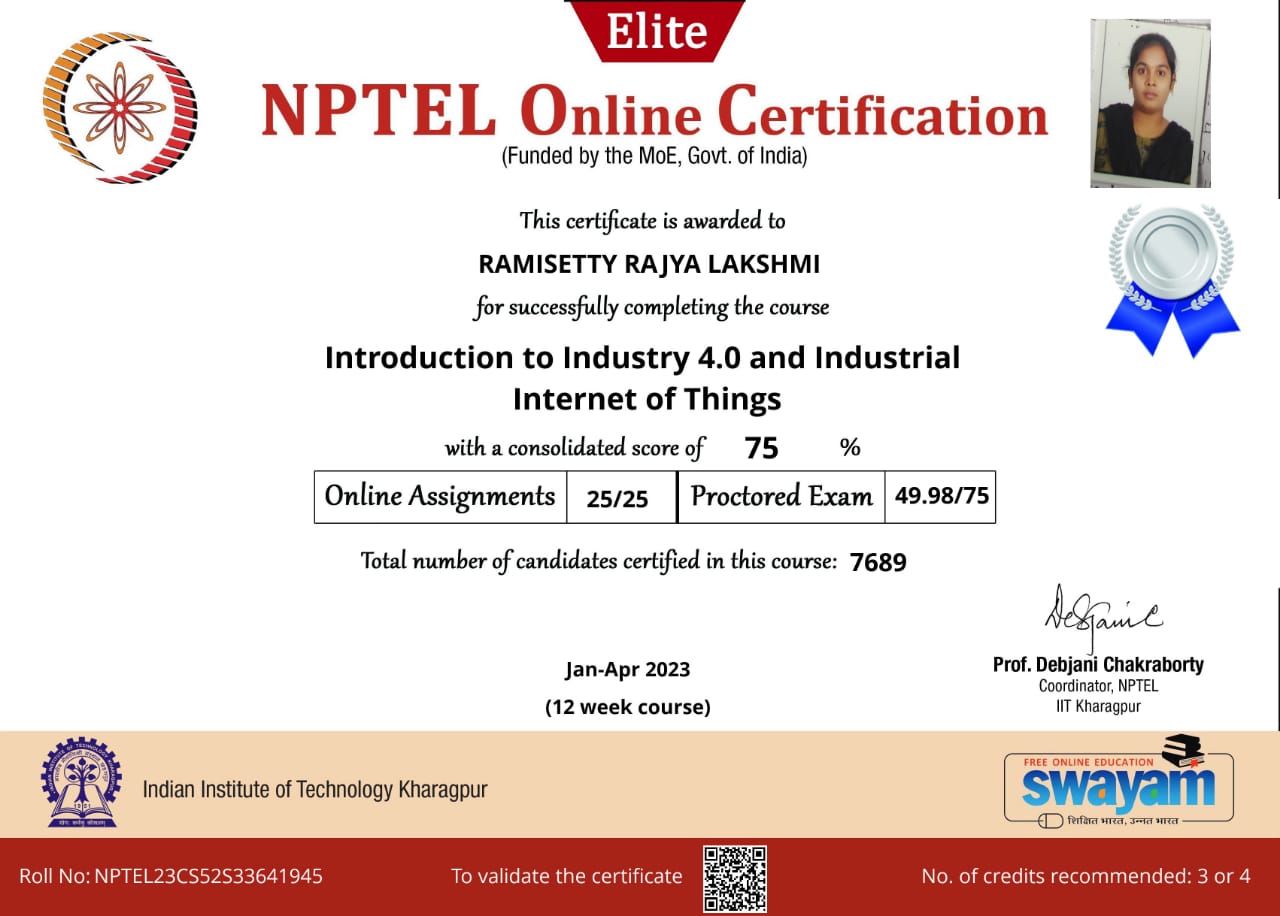 Elite
NPTEL Online Certification
(Funded by the MoE, Govt. of India)
This certificate is awarded to
RAMISETTY RAJYA LAKSHMI
for successfully completing the course
Introduction to Industry 4.0 and Industrial
Internet of Things
with a consolidated score of 75 %
Online Assignments 25/25 Proctored Exam 49.98/75
Total number of candidates certified in this course: 7689
Jan-Apr 2023
(12 week course)
Prof. Debjani Chakraborty
Coordinator, NPTEL
IIT Kharagpur
Indian Institute of Technology Kharagpur
FREE ONLINE EDUCATION
swayam
शिक्षित भारत, उन्नत भारत
Roll No: NPTEL23CS52S33641945
To validate the certificate
No. of credits recommended: 3 or 4